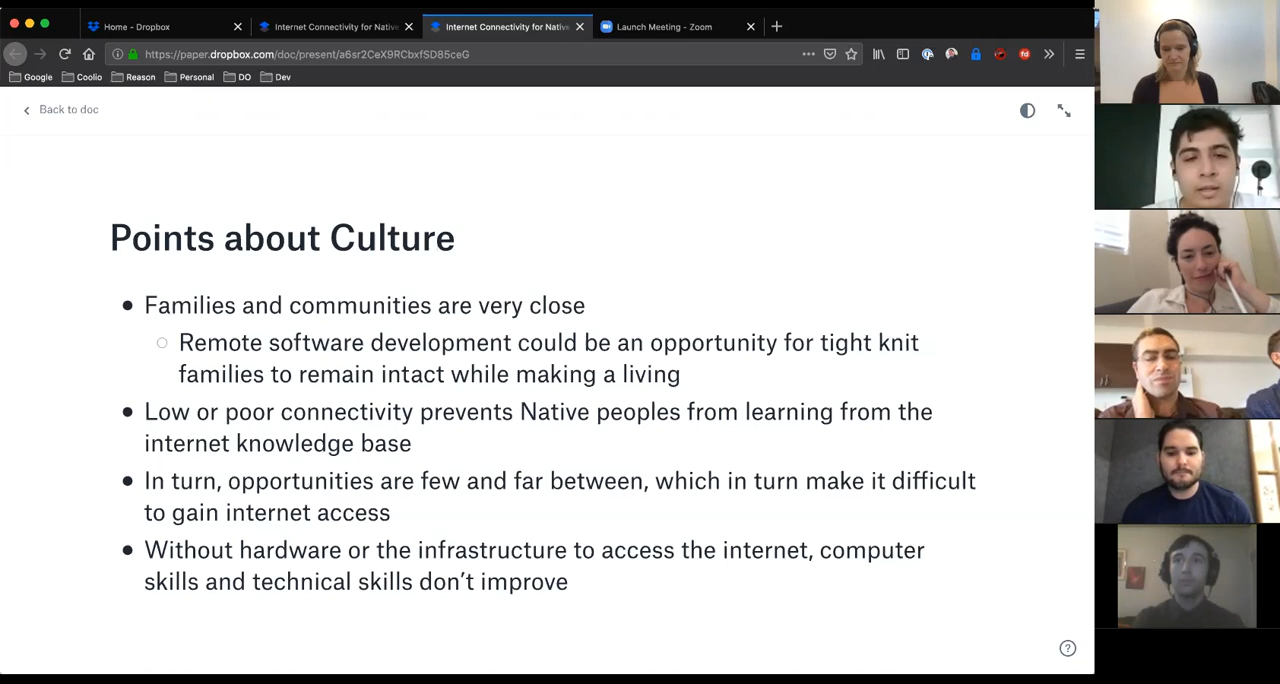 Home - Dropbox
Internet Connectivity for Native
Internet Connectivity for Native
Launch Meeting - Zoom
https://paper.dropbox.com/doc/present/a6sr2CeX9RCbxfSD85ceG
Google
Coolio
Reason
Personal
DO
Dev
Back to doc
Points about Culture
Families and communities are very close
Remote software development could be an opportunity for tight knit
families to remain intact while making a living
Low or poor connectivity prevents Native peoples from learning from the
internet knowledge base
In turn, opportunities are few and far between, which in turn make it difficult
to gain internet access
Without hardware or the infrastructure to access the internet, computer
skills and technical skills don’t improve